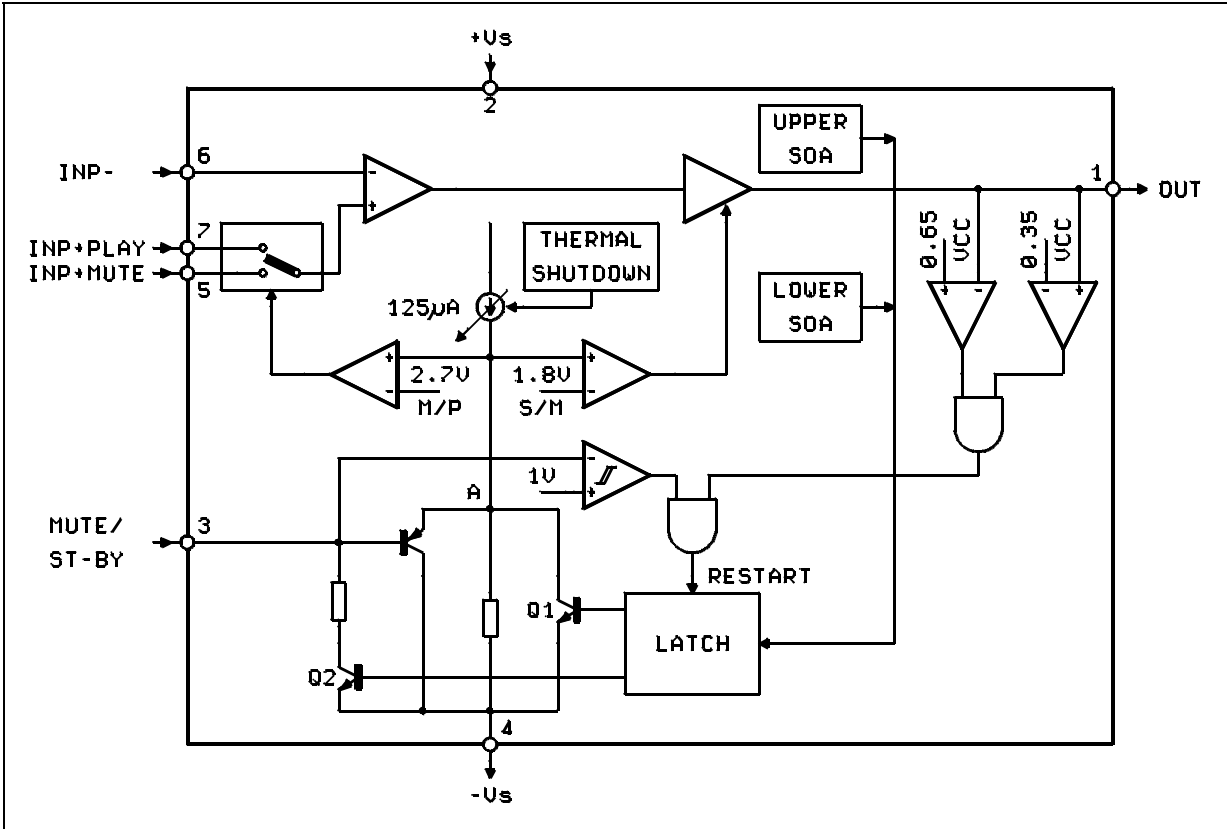 +Vs
2
UPPER
SOA
6
INP-
-
+
1
OUT
7
INP+PLAY
INP+MUTE
5
THERMAL
SHUTDOWN
0.65
VCC
0.35
VCC
125µA
LOWER
SOA
+ -
- +
+
2.7V
-
M/P
1.8V
+
-
S/M
-
1V
+
A
MUTE/
ST-BY
3
RESTART
Q1
LATCH
Q2
4
-Vs